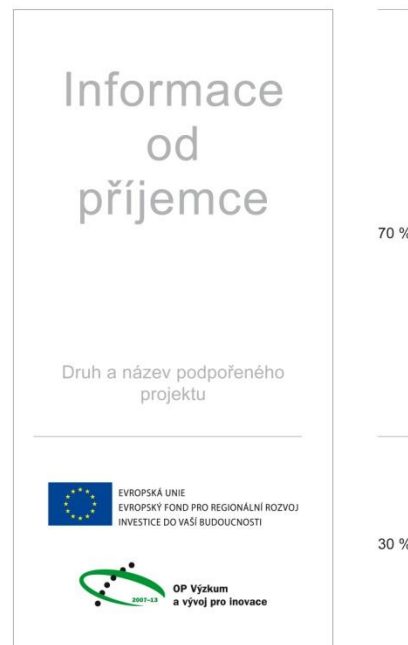 Informace
od
příjemce
70 %
Druh a název podpořeného
projektu
EVROPSKÁ UNIE
EVROPSKÝ FOND PRO REGIONÁLNÍ ROZVOJ
INVESTICE DO VAŠÍ BUDOUCNOSTI
30 %
2007–13
OP Výzkum
a vývoj pro inovace